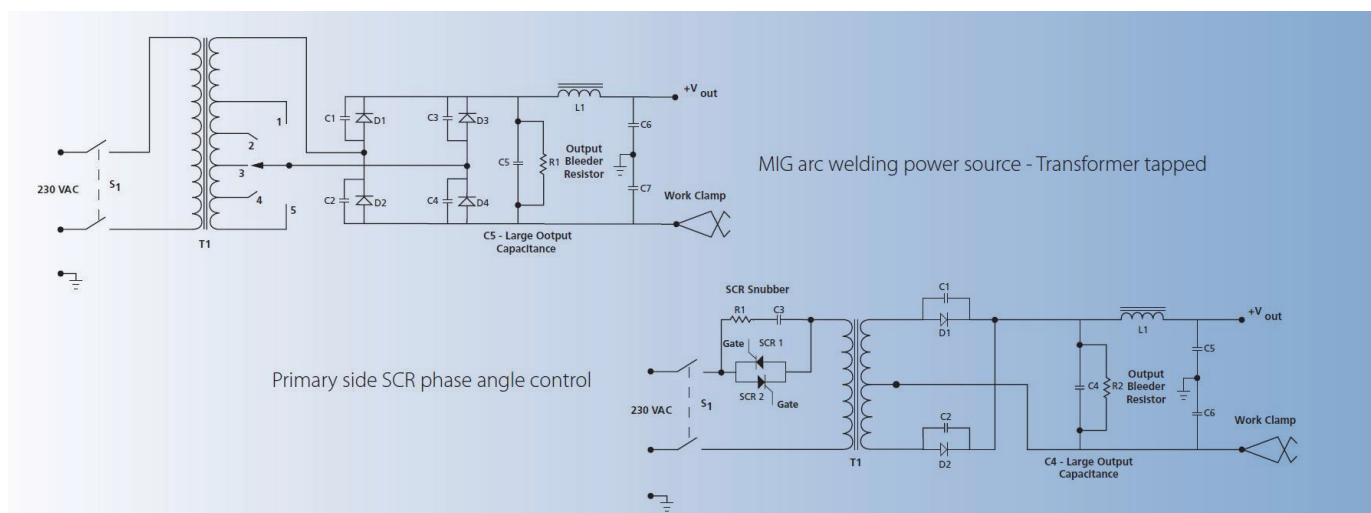 +V out
L1
C1
D1
C3
D3
C6
1
2
C5
R1
Output
Bleeder
Resistor
MIG arc welding power source - Transformer tapped
3
230 VAC
S1
4
C2
D2
C4
D4
C7
Work Clamp
5
T1
C5 - Large Ootput
Capacitance
SCR Snubber
C1
R1
C3
+V out
D1
L1
Gate
SCR 1
C5
Primary side SCR phase angle control
SCR 2
Gate
C4
R2
Output
Bleeder
Resistor
230 VAC
S1
C2
C6
Work Clamp
D2
T1
C4 - Large Output
Capacitance